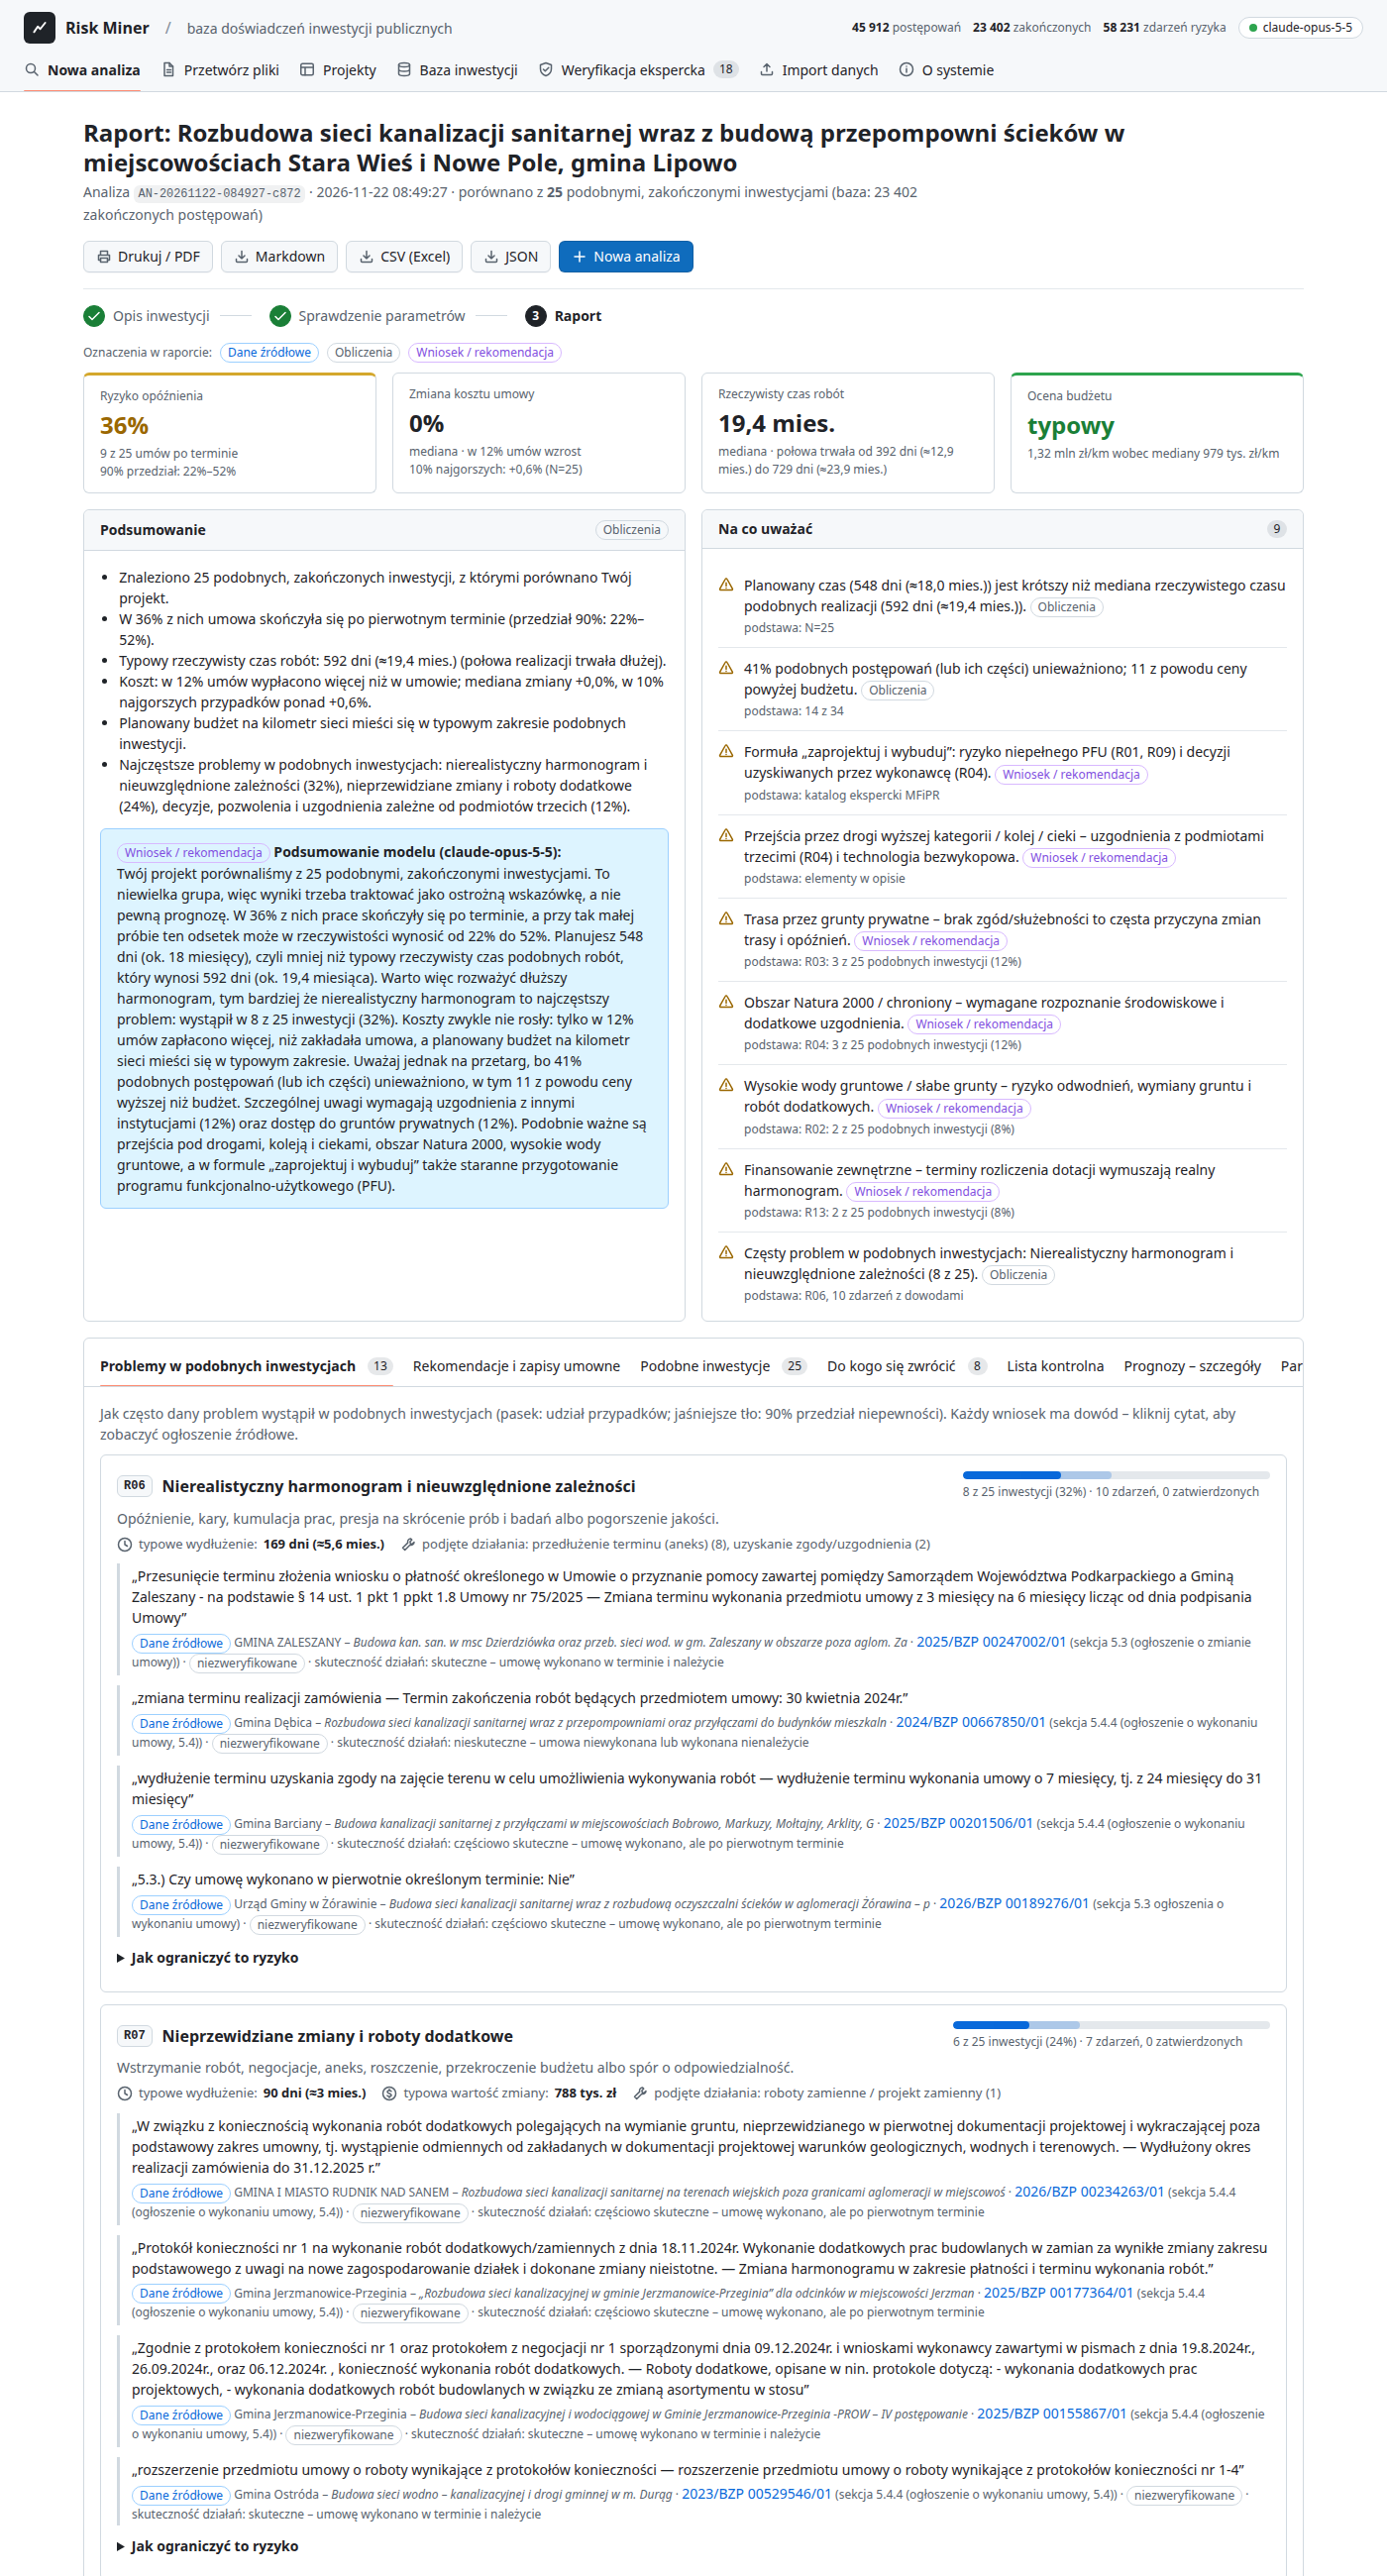 Risk Miner / baza doświadczeń inwestycji publicznych
45 912 postępowań 23 402 zakończonych 58 231 zdarzeń ryzyka claude-opus-5-5
Nowa analiza Przetwórz pliki Projekty Baza inwestycji Weryfikacja ekspercka 18 Import danych O systemie
Raport: Rozbudowa sieci kanalizacji sanitarnej wraz z budową przepompowni ścieków w
miejscowościach Stara Wieś i Nowe Pole, gmina Lipowo
Analiza AN-20261122-084927-c872 · 2026-11-22 08:49:27 · porównano z 25 podobnymi, zakończonymi inwestycjami (baza: 23 402
zakończonych postępowań)
Drukuj / PDF Markdown CSV (Excel) JSON Nowa analiza
Opis inwestycji Sprawdzenie parametrów 3 Raport
Oznaczenia w raporcie: Dane źródłowe Obliczenia Wniosek / rekomendacja
Ryzyko opóźnienia
36%
9 z 25 umów po terminie
90% przedział: 22%–52%
Zmiana kosztu umowy
0%
mediana · w 12% umów wzrost
10% najgorszych: +0,6% (N=25)
Rzeczywisty czas robót
19,4 mies.
mediana · połowa trwała od 392 dni (≈12,9
mies.) do 729 dni (≈23,9 mies.)
Ocena budżetu
typowy
1,32 mln zł/km wobec mediany 979 tys. zł/km
Podsumowanie Obliczenia
Znaleziono 25 podobnych, zakończonych inwestycji, z którymi porównano Twój
projekt.
W 36% z nich umowa skończyła się po pierwotnym terminie (przedział 90%: 22%–
52%).
Typowy rzeczywisty czas robót: 592 dni (≈19,4 mies.) (połowa realizacji trwała dłużej).
Koszt: w 12% umów wypłacono więcej niż w umowie; mediana zmiany +0,0%, w 10%
najgorszych przypadków ponad +0,6%.
Planowany budżet na kilometr sieci mieści się w typowym zakresie podobnych
inwestycji.
Najczęstsze problemy w podobnych inwestycjach: nierealistyczny harmonogram i
nieuwzględnione zależności (32%), nieprzewidziane zmiany i roboty dodatkowe
(24%), decyzje, pozwolenia i uzgodnienia zależne od podmiotów trzecich (12%).
Wniosek / rekomendacja Podsumowanie modelu (claude-opus-5-5):
Twój projekt porównaliśmy z 25 podobnymi, zakończonymi inwestycjami. To
niewielka grupa, więc wyniki trzeba traktować jako ostrożną wskazówkę, a nie
pewną prognozę. W 36% z nich prace skończyły się po terminie, a przy tak małej
próbie ten odsetek może w rzeczywistości wynosić od 22% do 52%. Planujesz 548
dni (ok. 18 miesięcy), czyli mniej niż typowy rzeczywisty czas podobnych robót,
który wynosi 592 dni (ok. 19,4 miesiąca). Warto więc rozważyć dłuższy
harmonogram, tym bardziej że nierealistyczny harmonogram to najczęstszy
problem: wystąpił w 8 z 25 inwestycji (32%). Koszty zwykle nie rosły: tylko w 12%
umów zapłacono więcej, niż zakładała umowa, a planowany budżet na kilometr
sieci mieści się w typowym zakresie. Uważaj jednak na przetarg, bo 41%
podobnych postępowań (lub ich części) unieważniono, w tym 11 z powodu ceny
wyższej niż budżet. Szczególnej uwagi wymagają uzgodnienia z innymi
instytucjami (12%) oraz dostęp do gruntów prywatnych (12%). Podobnie ważne są
przejścia pod drogami, koleją i ciekami, obszar Natura 2000, wysokie wody
gruntowe, a w formule „zaprojektuj i wybuduj” także staranne przygotowanie
programu funkcjonalno-użytkowego (PFU).
Na co uważać 9
Planowany czas (548 dni (≈18,0 mies.)) jest krótszy niż mediana rzeczywistego czasu
podobnych realizacji (592 dni (≈19,4 mies.)). Obliczenia
podstawa: N=25
41% podobnych postępowań (lub ich części) unieważniono; 11 z powodu ceny
powyżej budżetu. Obliczenia
podstawa: 14 z 34
Formuła „zaprojektuj i wybuduj”: ryzyko niepełnego PFU (R01, R09) i decyzji
uzyskiwanych przez wykonawcę (R04). Wniosek / rekomendacja
podstawa: katalog ekspercki MFiPR
Przejścia przez drogi wyższej kategorii / kolej / cieki – uzgodnienia z podmiotami
trzecimi (R04) i technologia bezwykopowa. Wniosek / rekomendacja
podstawa: elementy w opisie
Trasa przez grunty prywatne – brak zgód/służebności to częsta przyczyna zmian
trasy i opóźnień. Wniosek / rekomendacja
podstawa: R03: 3 z 25 podobnych inwestycji (12%)
Obszar Natura 2000 / chroniony – wymagane rozpoznanie środowiskowe i
dodatkowe uzgodnienia. Wniosek / rekomendacja
podstawa: R04: 3 z 25 podobnych inwestycji (12%)
Wysokie wody gruntowe / słabe grunty – ryzyko odwodnień, wymiany gruntu i
robót dodatkowych. Wniosek / rekomendacja
podstawa: R02: 2 z 25 podobnych inwestycji (8%)
Finansowanie zewnętrzne – terminy rozliczenia dotacji wymuszają realny
harmonogram. Wniosek / rekomendacja
podstawa: R13: 2 z 25 podobnych inwestycji (8%)
Częsty problem w podobnych inwestycjach: Nierealistyczny harmonogram i
nieuwzględnione zależności (8 z 25). Obliczenia
podstawa: R06, 10 zdarzeń z dowodami
Problemy w podobnych inwestycjach 13 Rekomendacje i zapisy umowne Podobne inwestycje 25 Do kogo się zwrócić 8 Lista kontrolna Prognozy – szczegóły Par
Jak często dany problem wystąpił w podobnych inwestycjach (pasek: udział przypadków; jaśniejsze tło: 90% przedział niepewności). Każdy wniosek ma dowód – kliknij cytat, aby
zobaczyć ogłoszenie źródłowe.
R06 Nierealistyczny harmonogram i nieuwzględnione zależności
8 z 25 inwestycji (32%) · 10 zdarzeń, 0 zatwierdzonych
Opóźnienie, kary, kumulacja prac, presja na skrócenie prób i badań albo pogorszenie jakości.
typowe wydłużenie: 169 dni (≈5,6 mies.) podjęte działania: przedłużenie terminu (aneks) (8), uzyskanie zgody/uzgodnienia (2)
„Przesunięcie terminu złożenia wniosku o płatność określonego w Umowie o przyznanie pomocy zawartej pomiędzy Samorządem Województwa Podkarpackiego a Gminą
Zaleszany - na podstawie § 14 ust. 1 pkt 1 ppkt 1.8 Umowy nr 75/2025 — Zmiana terminu wykonania przedmiotu umowy z 3 miesięcy na 6 miesięcy licząc od dnia podpisania
Umowy”
Dane źródłowe GMINA ZALESZANY – Budowa kan. san. w msc Dzierdziówka oraz przeb. sieci wod. w gm. Zaleszany w obszarze poza aglom. Za · 2025/BZP 00247002/01 (sekcja 5.3 (ogłoszenie o zmianie
umowy)) · niezweryfikowane · skuteczność działań: skuteczne – umowę wykonano w terminie i należycie
„zmiana terminu realizacji zamówienia — Termin zakończenia robót będących przedmiotem umowy: 30 kwietnia 2024r.”
Dane źródłowe Gmina Dębica – Rozbudowa sieci kanalizacji sanitarnej wraz z przepompowniami oraz przyłączami do budynków mieszkaln · 2024/BZP 00667850/01 (sekcja 5.4.4 (ogłoszenie o wykonaniu
umowy, 5.4)) · niezweryfikowane · skuteczność działań: nieskuteczne – umowa niewykonana lub wykonana nienależycie
„wydłużenie terminu uzyskania zgody na zajęcie terenu w celu umożliwienia wykonywania robót — wydłużenie terminu wykonania umowy o 7 miesięcy, tj. z 24 miesięcy do 31
miesięcy”
Dane źródłowe Gmina Barciany – Budowa kanalizacji sanitarnej z przyłączami w miejscowościach Bobrowo, Markuzy, Mołtajny, Arklity, G · 2025/BZP 00201506/01 (sekcja 5.4.4 (ogłoszenie o wykonaniu
umowy, 5.4)) · niezweryfikowane · skuteczność działań: częściowo skuteczne – umowę wykonano, ale po pierwotnym terminie
„5.3.) Czy umowę wykonano w pierwotnie określonym terminie: Nie”
Dane źródłowe Urząd Gminy w Żórawinie – Budowa sieci kanalizacji sanitarnej wraz z rozbudową oczyszczalni ścieków w aglomeracji Żórawina – p · 2026/BZP 00189276/01 (sekcja 5.3 ogłoszenia o
wykonaniu umowy) · niezweryfikowane · skuteczność działań: częściowo skuteczne – umowę wykonano, ale po pierwotnym terminie
Jak ograniczyć to ryzyko
R07 Nieprzewidziane zmiany i roboty dodatkowe
6 z 25 inwestycji (24%) · 7 zdarzeń, 0 zatwierdzonych
Wstrzymanie robót, negocjacje, aneks, roszczenie, przekroczenie budżetu albo spór o odpowiedzialność.
typowe wydłużenie: 90 dni (≈3 mies.) typowa wartość zmiany: 788 tys. zł podjęte działania: roboty zamienne / projekt zamienny (1)
„W związku z koniecznością wykonania robót dodatkowych polegających na wymianie gruntu, nieprzewidzianego w pierwotnej dokumentacji projektowej i wykraczającej poza
podstawowy zakres umowny, tj. wystąpienie odmiennych od zakładanych w dokumentacji projektowej warunków geologicznych, wodnych i terenowych. — Wydłużony okres
realizacji zamówienia do 31.12.2025 r.”
Dane źródłowe GMINA I MIASTO RUDNIK NAD SANEM – Rozbudowa sieci kanalizacji sanitarnej na terenach wiejskich poza granicami aglomeracji w miejscowoś · 2026/BZP 00234263/01 (sekcja 5.4.4
(ogłoszenie o wykonaniu umowy, 5.4)) · niezweryfikowane · skuteczność działań: częściowo skuteczne – umowę wykonano, ale po pierwotnym terminie
„Protokół konieczności nr 1 na wykonanie robót dodatkowych/zamiennych z dnia 18.11.2024r. Wykonanie dodatkowych prac budowlanych w zamian za wynikłe zmiany zakresu
podstawowego z uwagi na nowe zagospodarowanie działek i dokonane zmiany nieistotne. — Zmiana harmonogramu w zakresie płatności i terminu wykonania robót.”
Dane źródłowe Gmina Jerzmanowice-Przeginia – „Rozbudowa sieci kanalizacyjnej w gminie Jerzmanowice-Przeginia” dla odcinków w miejscowości Jerzman · 2025/BZP 00177364/01 (sekcja 5.4.4
(ogłoszenie o wykonaniu umowy, 5.4)) · niezweryfikowane · skuteczność działań: częściowo skuteczne – umowę wykonano, ale po pierwotnym terminie
„Zgodnie z protokołem konieczności nr 1 oraz protokołem z negocjacji nr 1 sporządzonymi dnia 09.12.2024r. i wnioskami wykonawcy zawartymi w pismach z dnia 19.8.2024r.,
26.09.2024r., oraz 06.12.2024r. , konieczność wykonania robót dodatkowych. — Roboty dodatkowe, opisane w nin. protokole dotyczą: - wykonania dodatkowych prac
projektowych, - wykonania dodatkowych robót budowlanych w związku ze zmianą asortymentu w stosu”
Dane źródłowe Gmina Jerzmanowice-Przeginia – Budowa sieci kanalizacyjnej i wodociągowej w Gminie Jerzmanowice-Przeginia -PROW – IV postępowanie · 2025/BZP 00155867/01 (sekcja 5.4.4 (ogłoszenie
o wykonaniu umowy, 5.4)) · niezweryfikowane · skuteczność działań: skuteczne – umowę wykonano w terminie i należycie
„rozszerzenie przedmiotu umowy o roboty wynikające z protokołów konieczności — rozszerzenie przedmiotu umowy o roboty wynikające z protokołów konieczności nr 1-4”
Dane źródłowe Gmina Ostróda – Budowa sieci wodno – kanalizacyjnej i drogi gminnej w m. Durąg · 2023/BZP 00529546/01 (sekcja 5.4.4 (ogłoszenie o wykonaniu umowy, 5.4)) · niezweryfikowane ·
skuteczność działań: skuteczne – umowę wykonano w terminie i należycie
Jak ograniczyć to ryzyko